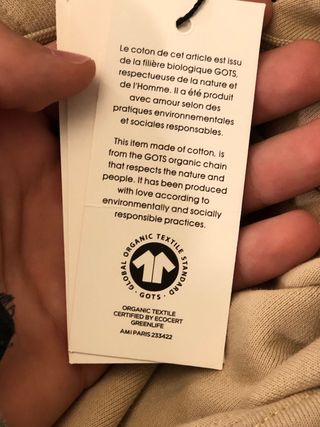 Le coton de cet article est issu
de la filière biologique GOTS,
respectueuse de la nature et
de l'Homme. Il a été produit
avec amour selon des
pratiques environnementales
et sociales responsables.
This item made of cotton, is
from the GOTS organic chain
that respects the nature and
people. It has been produced
with love according to
environmentally and socially
responsible practices.
GLOBAL ORGANIC TEXTILE STANDARD
· GOTS ·
ORGANIC TEXTILE
CERTIFIED BY ECOCERT
GREENLIFE
AMI PARIS 233422